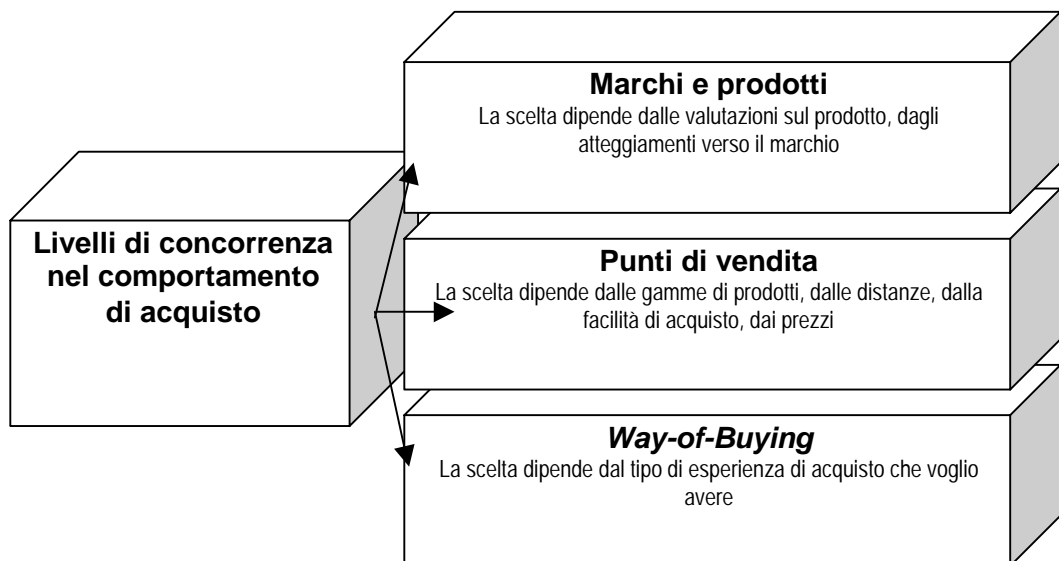 Marchi e prodotti
La scelta dipende dalle valutazioni sul prodotto, dagli
atteggiamenti verso il marchio
Livelli di concorrenza
nel comportamento
di acquisto
Punti di vendita
La scelta dipende dalle gamme di prodotti, dalle distanze, dalla
facilità di acquisto, dai prezzi
Way-of-Buying
La scelta dipende dal tipo di esperienza di acquisto che voglio
avere